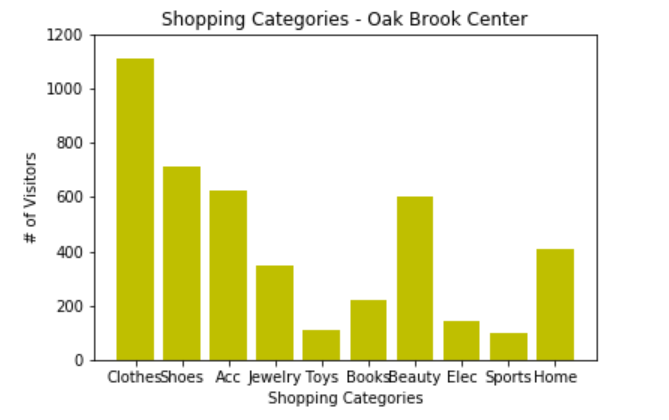 Shopping Categories - Oak Brook Center
1200
1000
800
600
400
200
0
# of Visitors
Clothes Shoes Acc Jewelry Toys Books Beauty Elec Sports Home
Shopping Categories